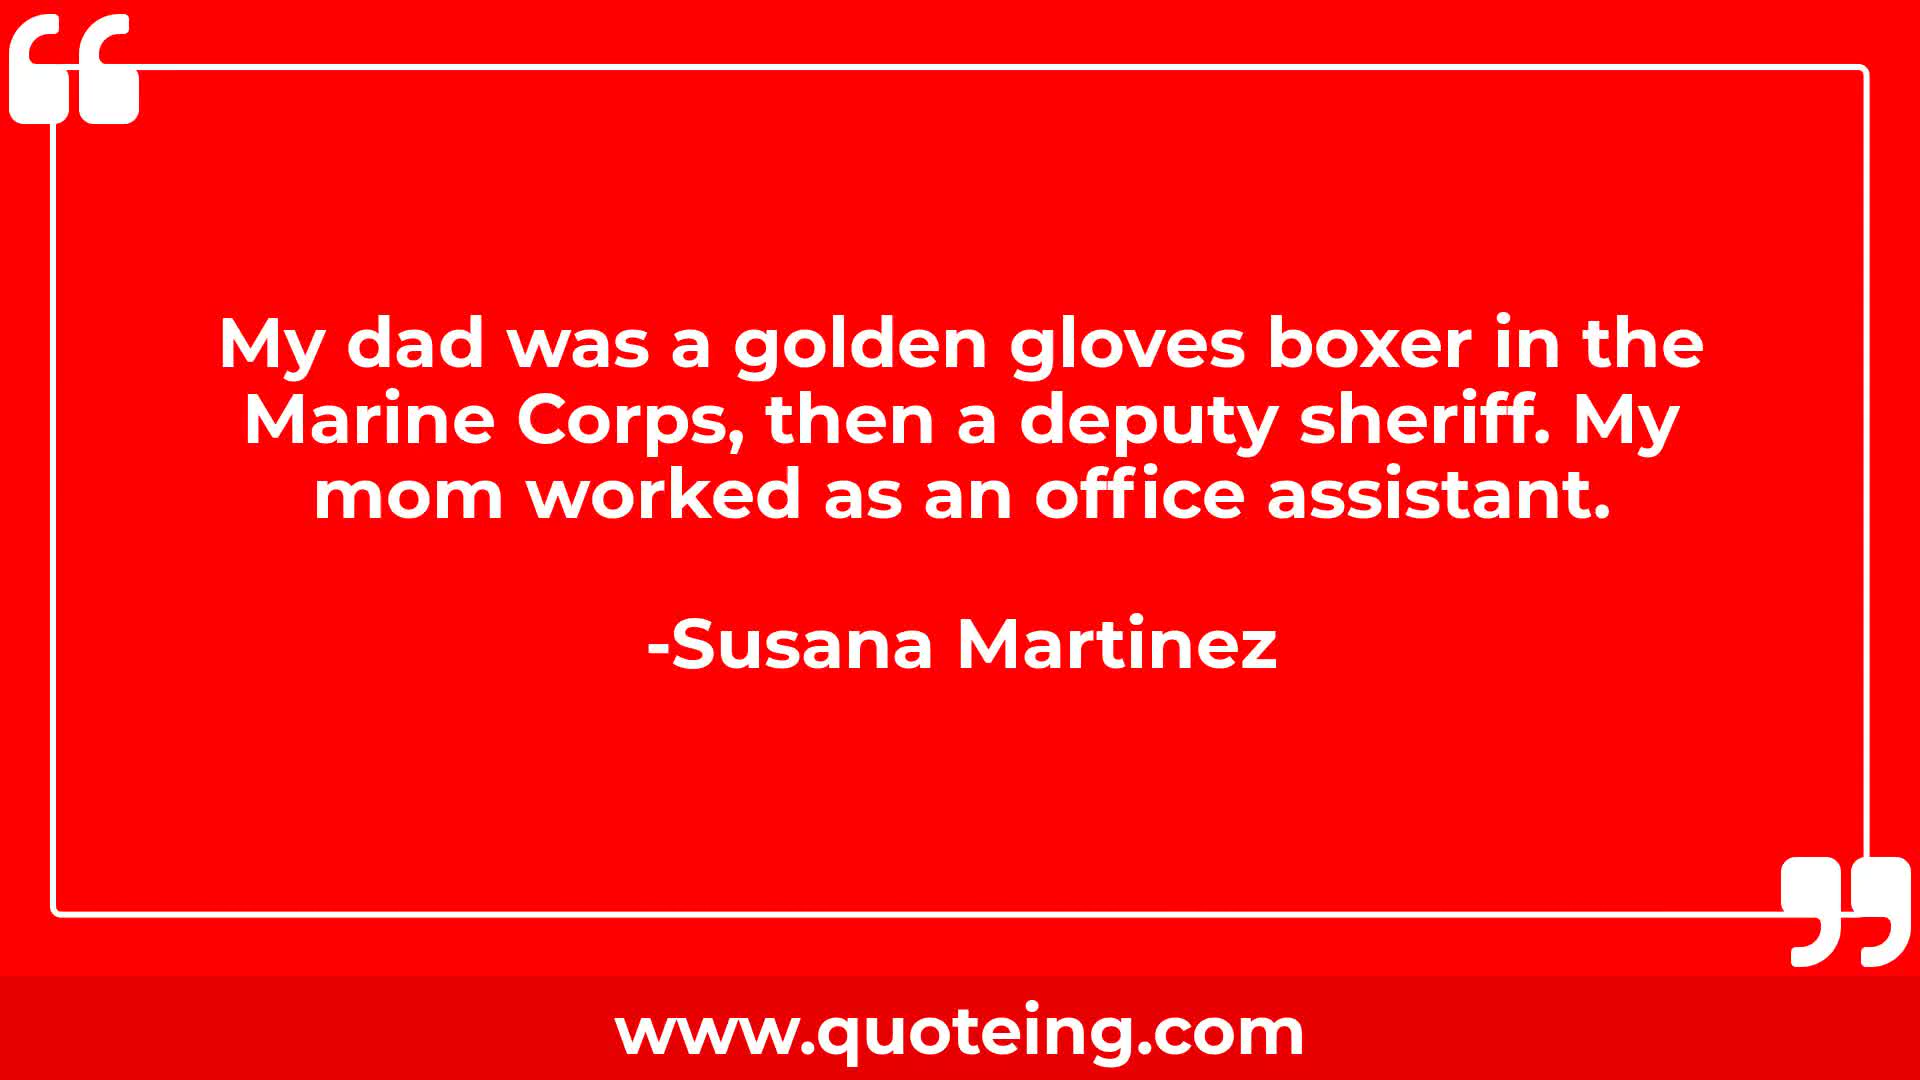 My dad was a golden gloves boxer in the
Marine Corps, then a deputy sheriff. My
mom worked as an office assistant.
-Susana Martinez
www.quoteing.com